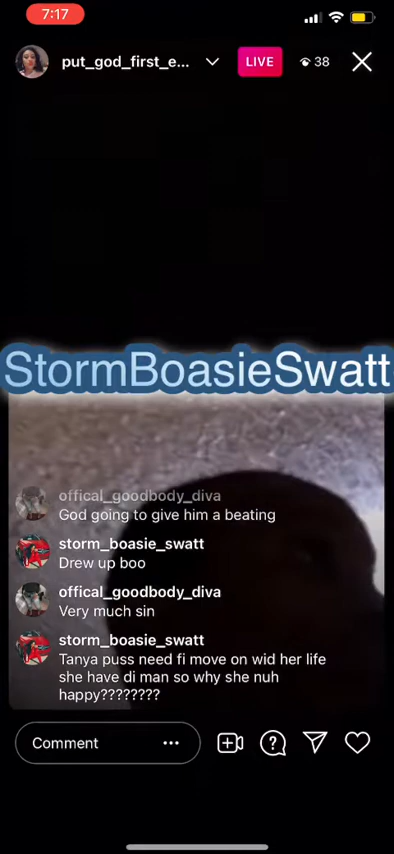 7:17
put_god_first_e...
LIVE
38
StormBoasieSwatt
offical_goodbody_diva
God going to give him a beating
storm_boasie_swatt
Drew up boo
offical_goodbody_diva
Very much sin
storm_boasie_swatt
Tanya puss need fi move on wid her life
she have di man so why she nuh
happy????????
Comment